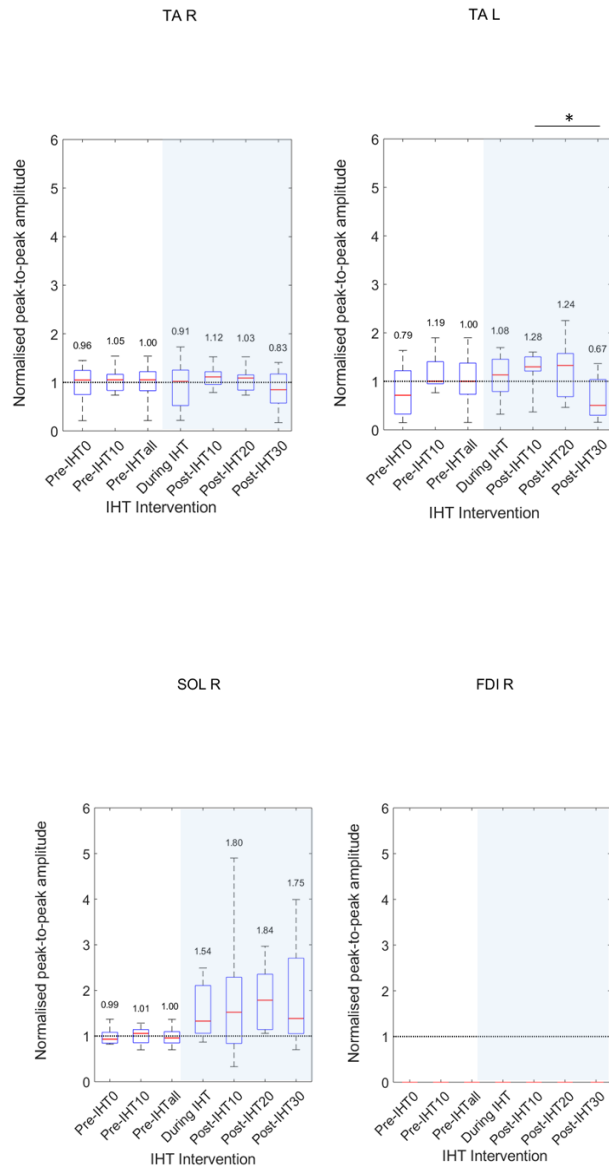 TA R
TA L
*
Normalised peak-to-peak amplitude
6
5
4
3
2
1
0
0.96
1.05
1.00
0.91
1.12
1.03
0.83
Pre-IHT0
Pre-IHT10
Pre-IHTall
During IHT
Post-IHT10
Post-IHT20
Post-IHT30
IHT Intervention
Normalised peak-to-peak amplitude
6
5
4
3
2
1
0
0.79
1.19
1.00
1.08
1.28
1.24
0.67
Pre-IHT0
Pre-IHT10
Pre-IHTall
During IHT
Post-IHT10
Post-IHT20
Post-IHT30
IHT Intervention
SOL R
FDI R
Normalised peak-to-peak amplitude
6
5
4
3
2
1
0
0.99
1.01
1.00
1.54
1.80
1.84
1.75
Pre-IHT0
Pre-IHT10
Pre-IHTall
During IHT
Post-IHT10
Post-IHT20
Post-IHT30
IHT Intervention
Normalised peak-to-peak amplitude
6
5
4
3
2
1
0
Pre-IHT0
Pre-IHT10
Pre-IHTall
During IHT
Post-IHT10
Post-IHT20
Post-IHT30
IHT Intervention